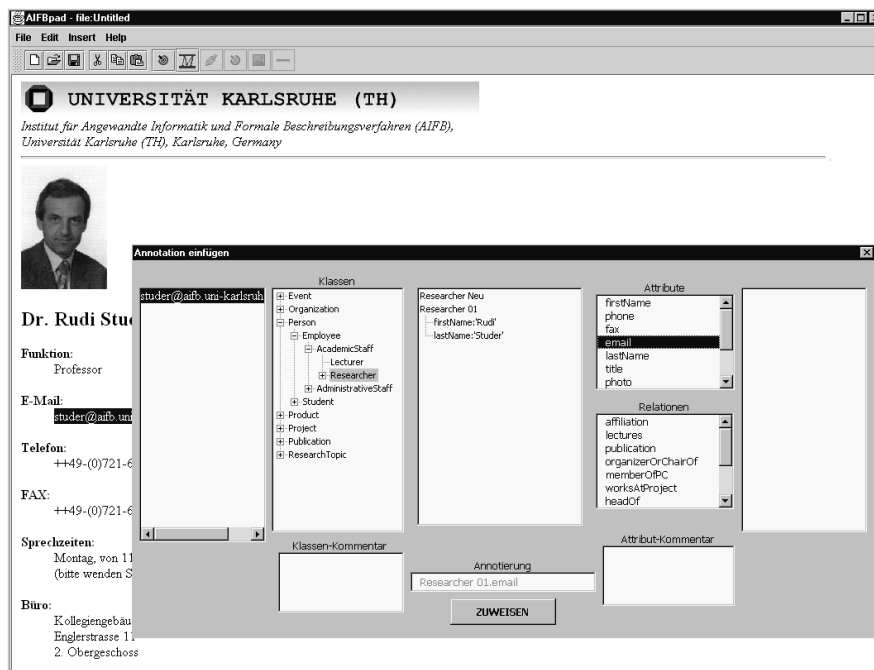 AIFBpad - file:Untitled
File Edit Insert Help
UNIVERSITÄT KARLSRUHE (TH)
Institut für Angewandte Informatik und Formale Beschreibungsverfahren (AIFB),
Universität Karlsruhe (TH), Karlsruhe, Germany
Dr. Rudi Stud
Funktion:
Professor
E-Mail:
studer@aifb.uni
Telefon:
++49-(0)721-6
FAX:
++49-(0)721-6
Sprechzeiten:
Montag, von 11
(bitte wenden S
Büro:
Kollegiengebäu
Englerstrasse 11
2. Obergeschoss
Annotation einfügen
studer@aifb.uni-karlsruh
Klassen
Event
Organization
Person
Employee
AcademicStaff
Lecturer
Researcher
AdministrativeStaff
Student
Product
Project
Publication
ResearchTopic
Klassen-Kommentar
Researcher Neu
Researcher 01
firstName:'Rudi'
lastName:'Studer'
Annotierung
Researcher 01.email
ZUWEISEN
Attribute
firstName
phone
fax
email
lastName
title
photo
Relationen
affiliation
lectures
publication
organizerOrChairOf
memberOfPC
worksAtProject
headOf
Attribut-Kommentar